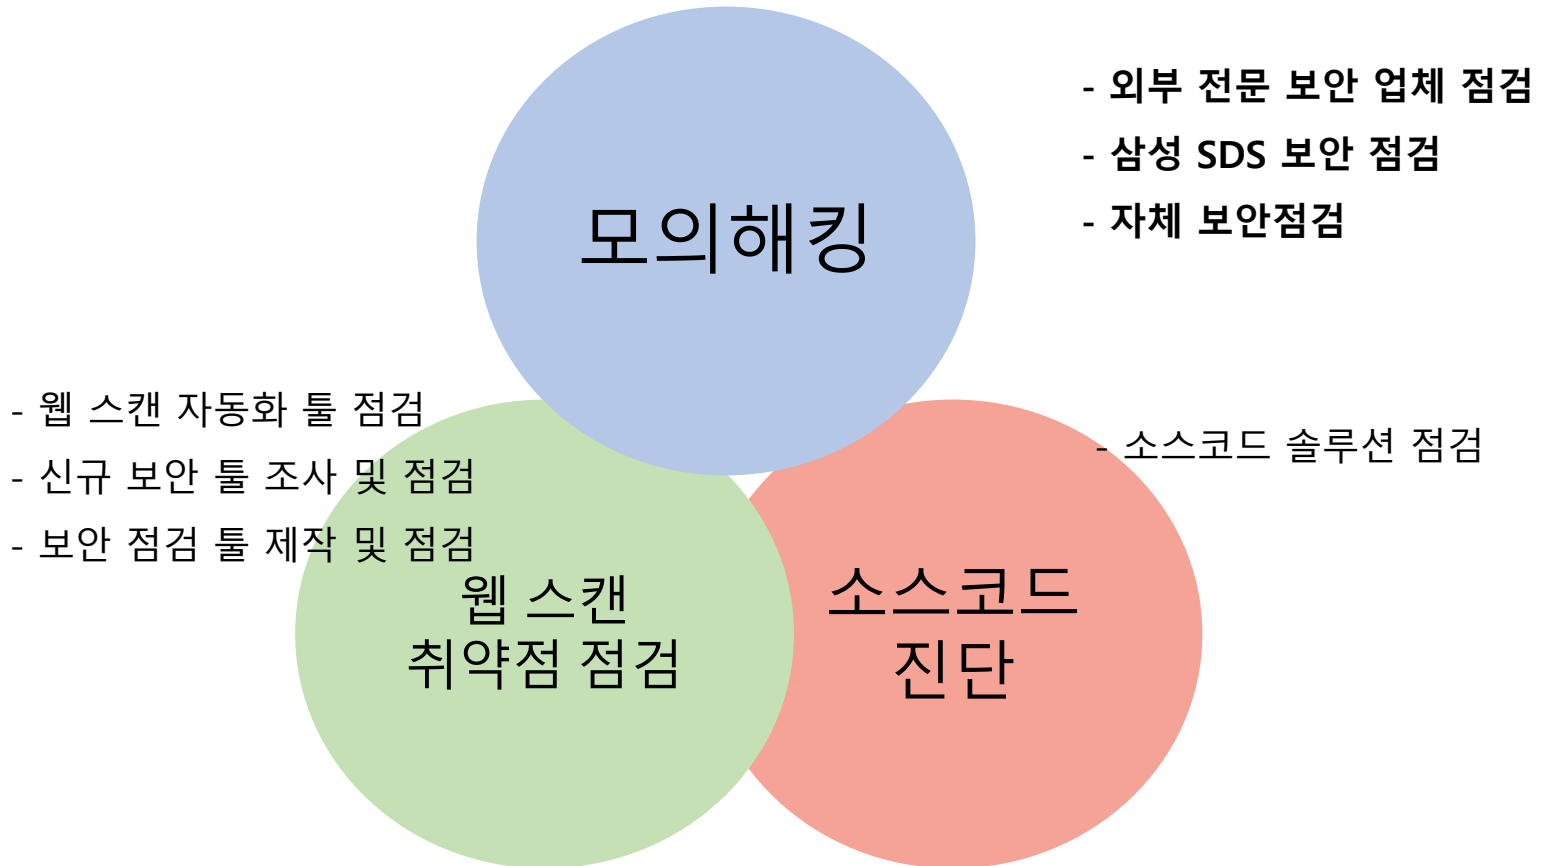 모의해킹
- 외부 전문 보안 업체 점검
- 삼성 SDS 보안 점검
- 자체 보안점검
- 웹 스캔 자동화 툴 점검
- 신규 보안 툴 조사 및 점검
- 보안 점검 툴 제작 및 점검
웹 스캔
취약점 점검
- 소스코드 솔루션 점검
소스코드
진단